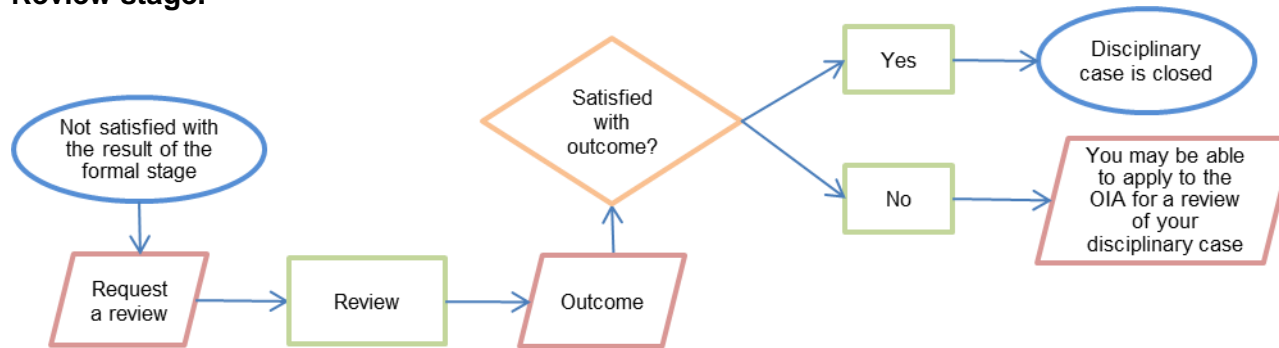 Review stage.
Not satisfied with
the result of the
formal stage
Request
a review
Review
Outcome
Satisfied
with
outcome?
Yes
Disciplinary
case is closed
No
You may be able
to apply to the
OIA for a review
of your
disciplinary case